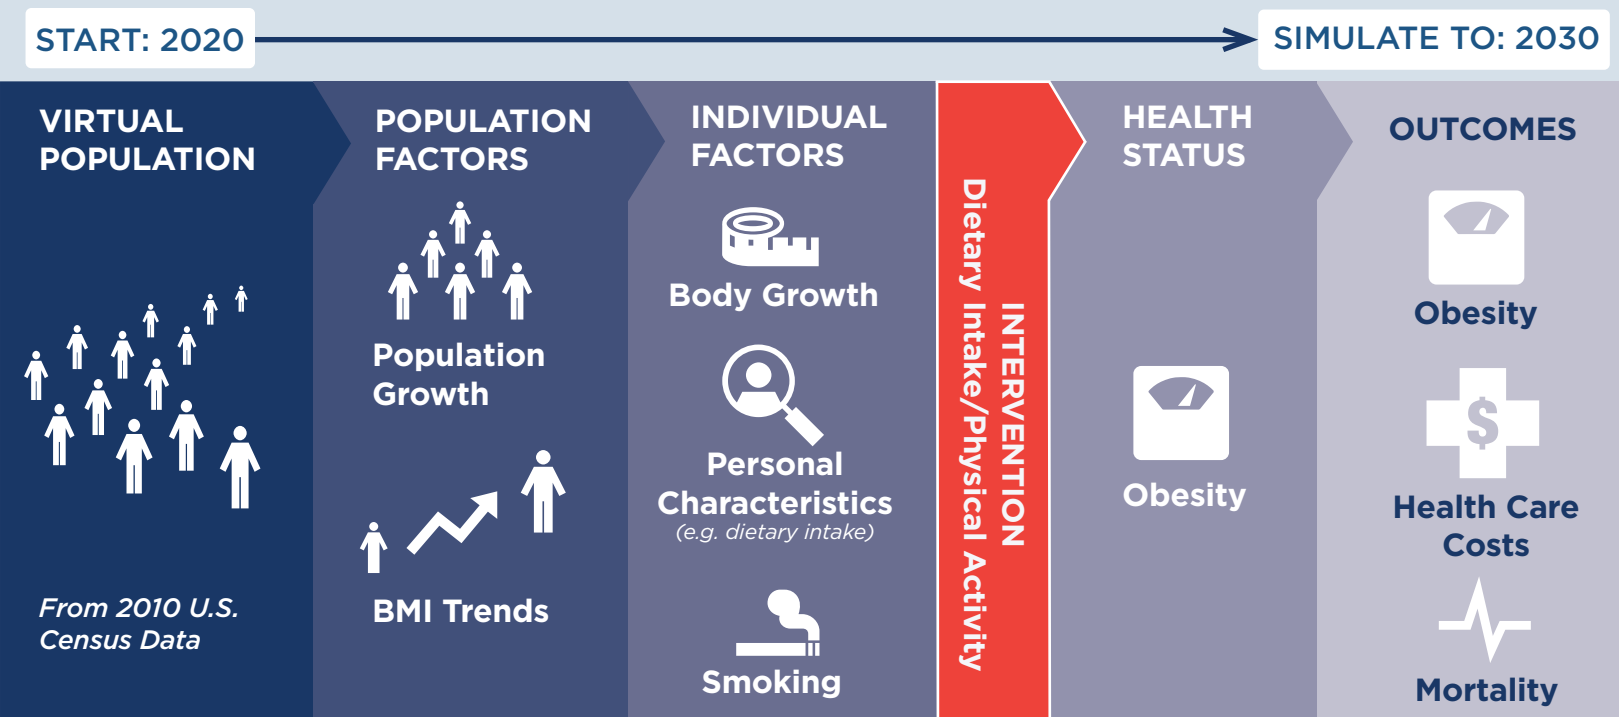 START: 2020
SIMULATE TO: 2030
VIRTUAL
POPULATION
From 2010 U.S.
Census Data
POPULATION
FACTORS
Population
Growth
BMI Trends
INDIVIDUAL
FACTORS
Body Growth
Personal
Characteristics
(e.g. dietary intake)
Smoking
INTERVENTION
Dietary Intake/Physical Activity
HEALTH
STATUS
Obesity
OUTCOMES
Obesity
$
Health Care
Costs
Mortality